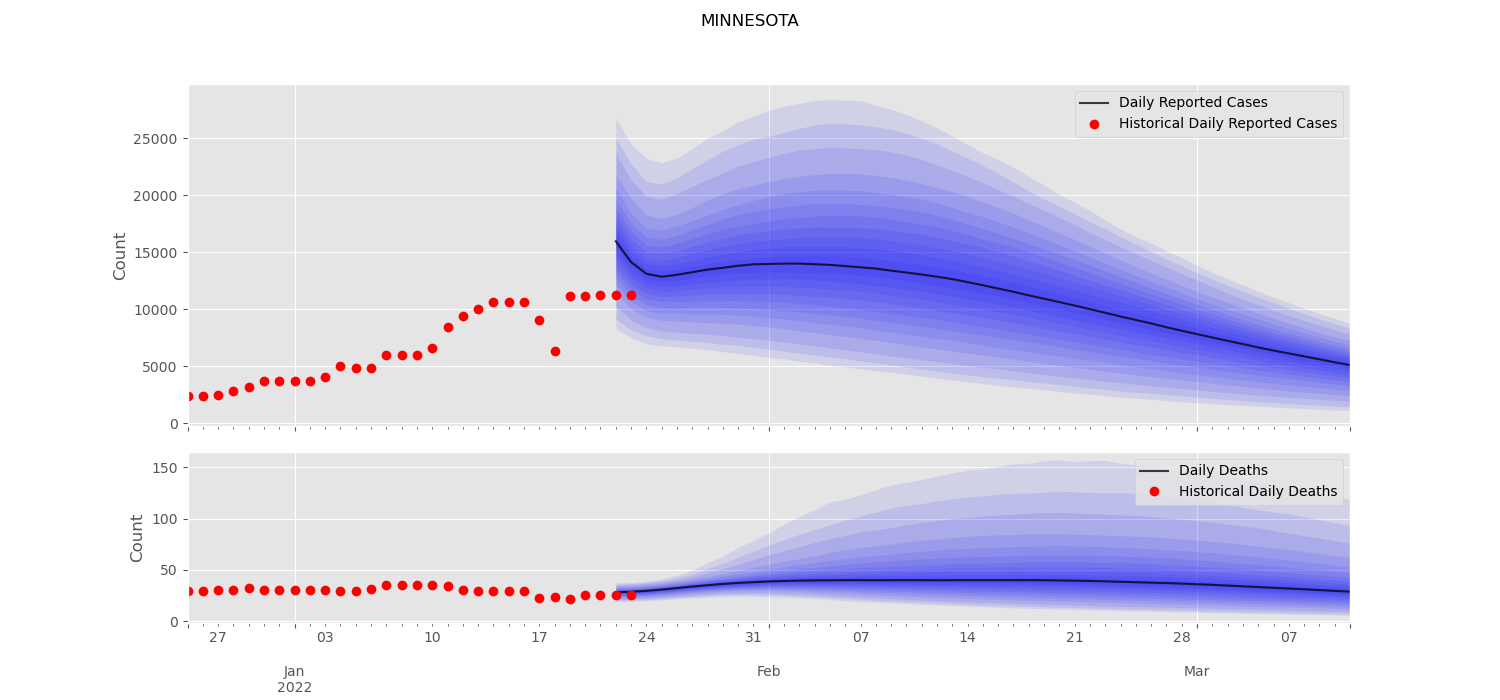 MINNESOTA
Daily Reported Cases
Historical Daily Reported Cases
25000
20000
15000
10000
5000
0
Count
Daily Deaths
Historical Daily Deaths
150
100
50
0
Count
27 03 10 17 24 31 07 14 21 28 07
Jan Feb Mar
2022